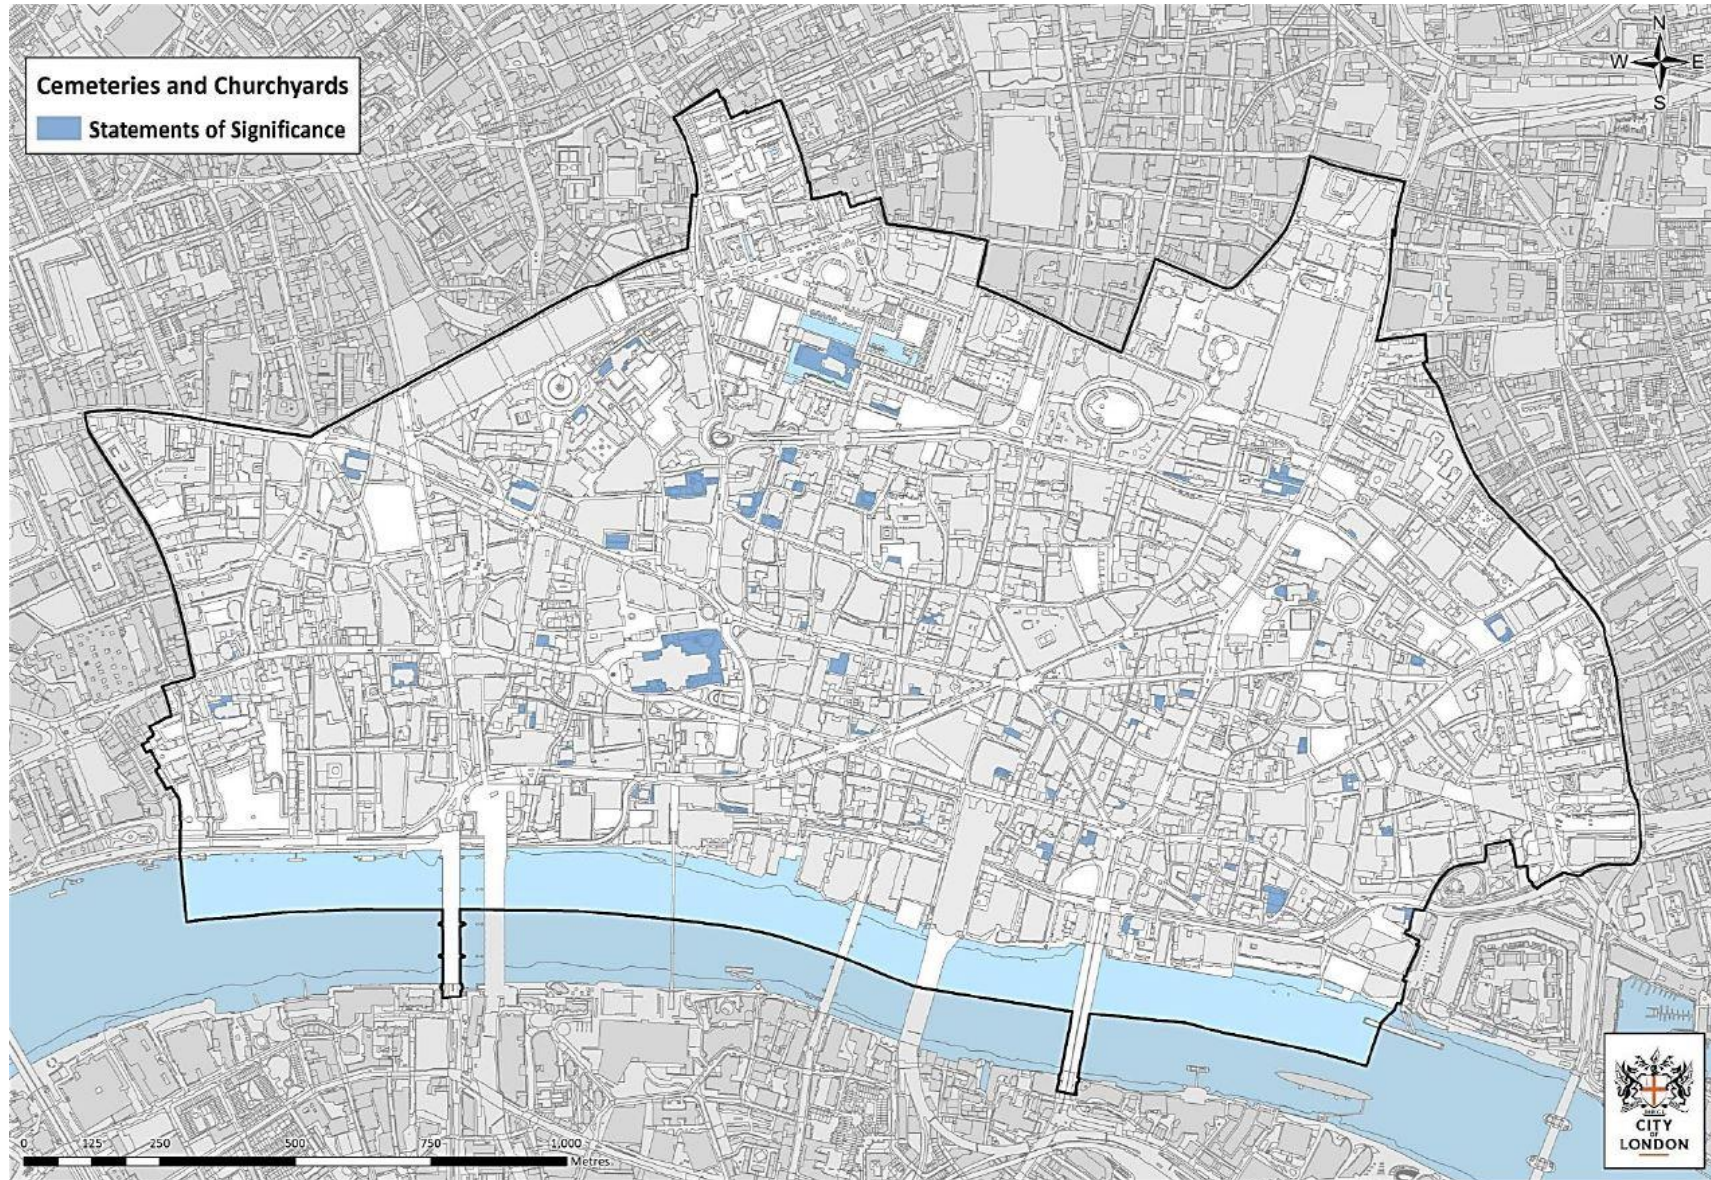 Cemeteries and Churchyards
Statements of Significance
N
W E
S
0 125 250 500 750 1,000
Metres
CITY
OF
LONDON